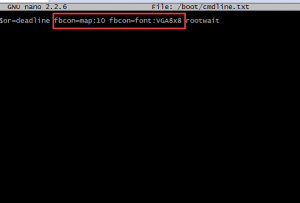 GNU nano 2.2.6 File: /boot/cmdline.txt
$or=deadline fbcon=map:10 fbcon=font:VGA8x8 rootwait